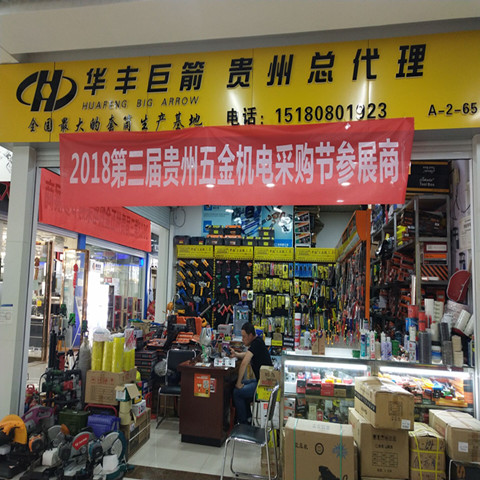 华丰巨箭 贵州总代理
HUAFENG BIG ARROW
全国最大的套筒生产基地 电话：15180801923 A-2-65
2018第三届贵州五金机电采购节参展商